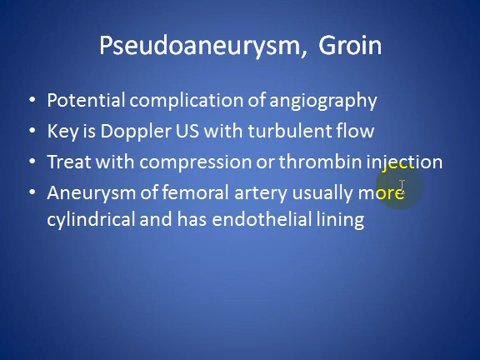 Pseudoaneurysm, Groin
• Potential complication of angiography
• Key is Doppler US with turbulent flow
• Treat with compression or thrombin injection
• Aneurysm of femoral artery usually more
cylindrical and has endothelial lining